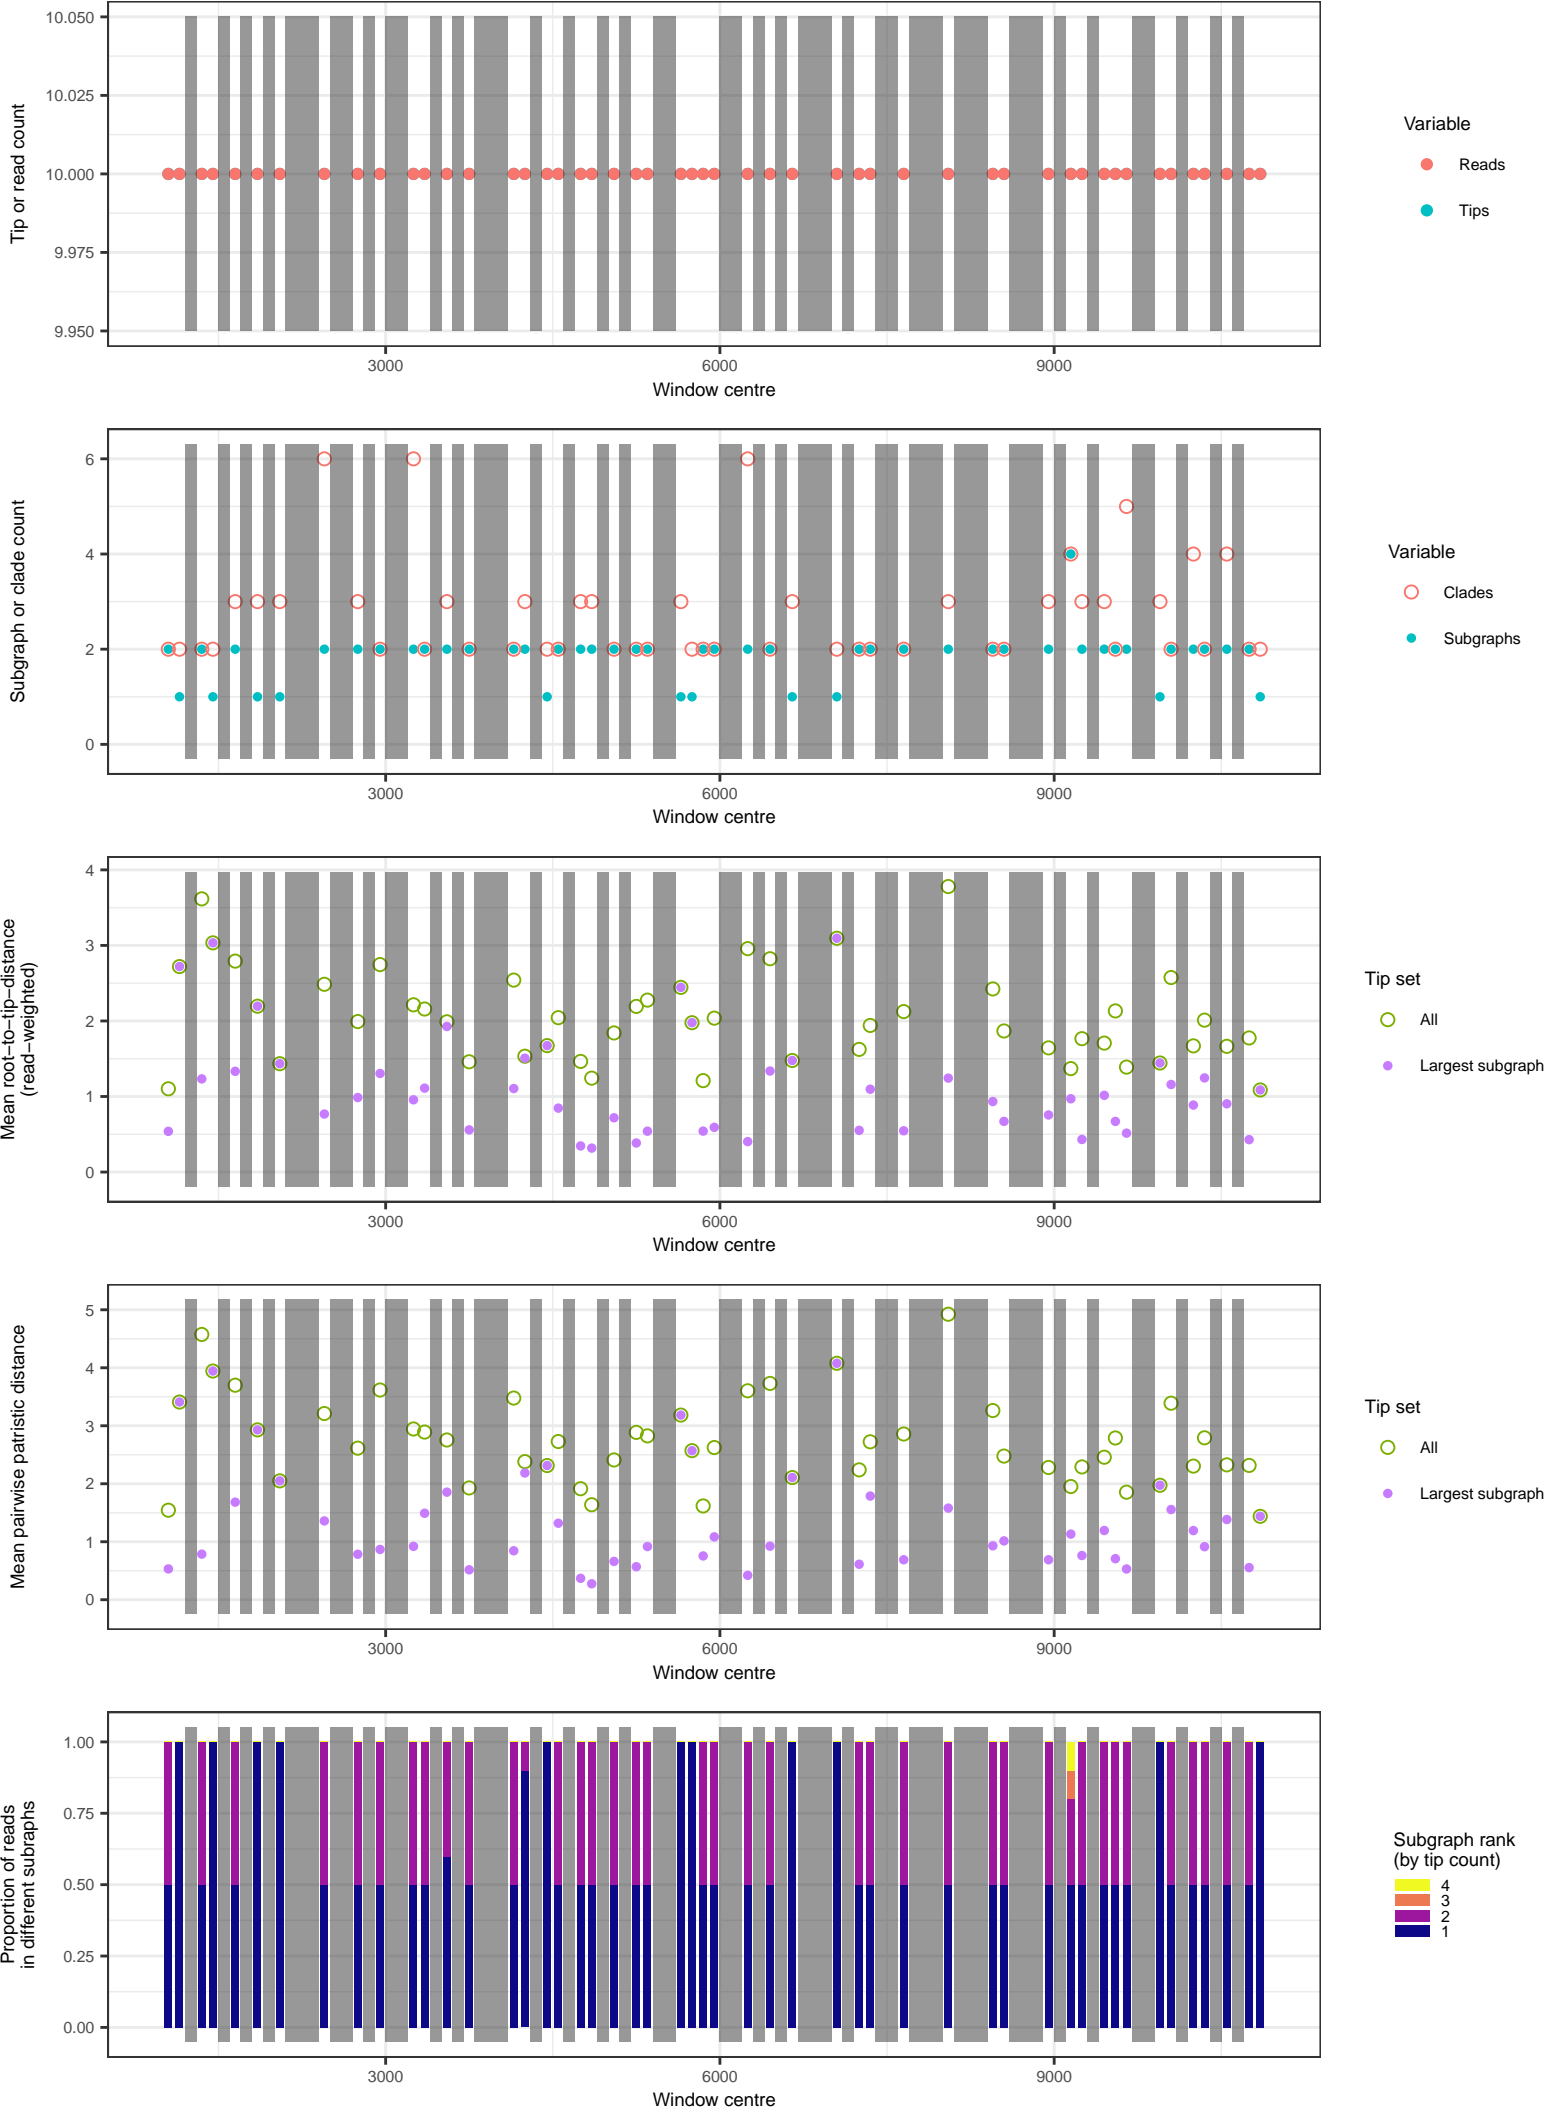 10.050
10.025
10.000
9.975
9.950
Tip or read count
3000
6000
9000
Window centre
Variable
Reads
Tips
6
4
2
0
Subgraph or clade count
3000
6000
9000
Window centre
Variable
Clades
Subgraphs
4
3
2
1
0
Mean root−to−tip−distance
(read−weighted)
3000
6000
9000
Window centre
Tip set
All
Largest subgraph
5
4
3
2
1
0
Mean pairwise patristic distance
3000
6000
9000
Window centre
Tip set
All
Largest subgraph
1.00
0.75
0.50
0.25
0.00
Proportion of reads
in different subraphs
3000
6000
9000
Window centre
Subgraph rank
(by tip count)
4
3
2
1